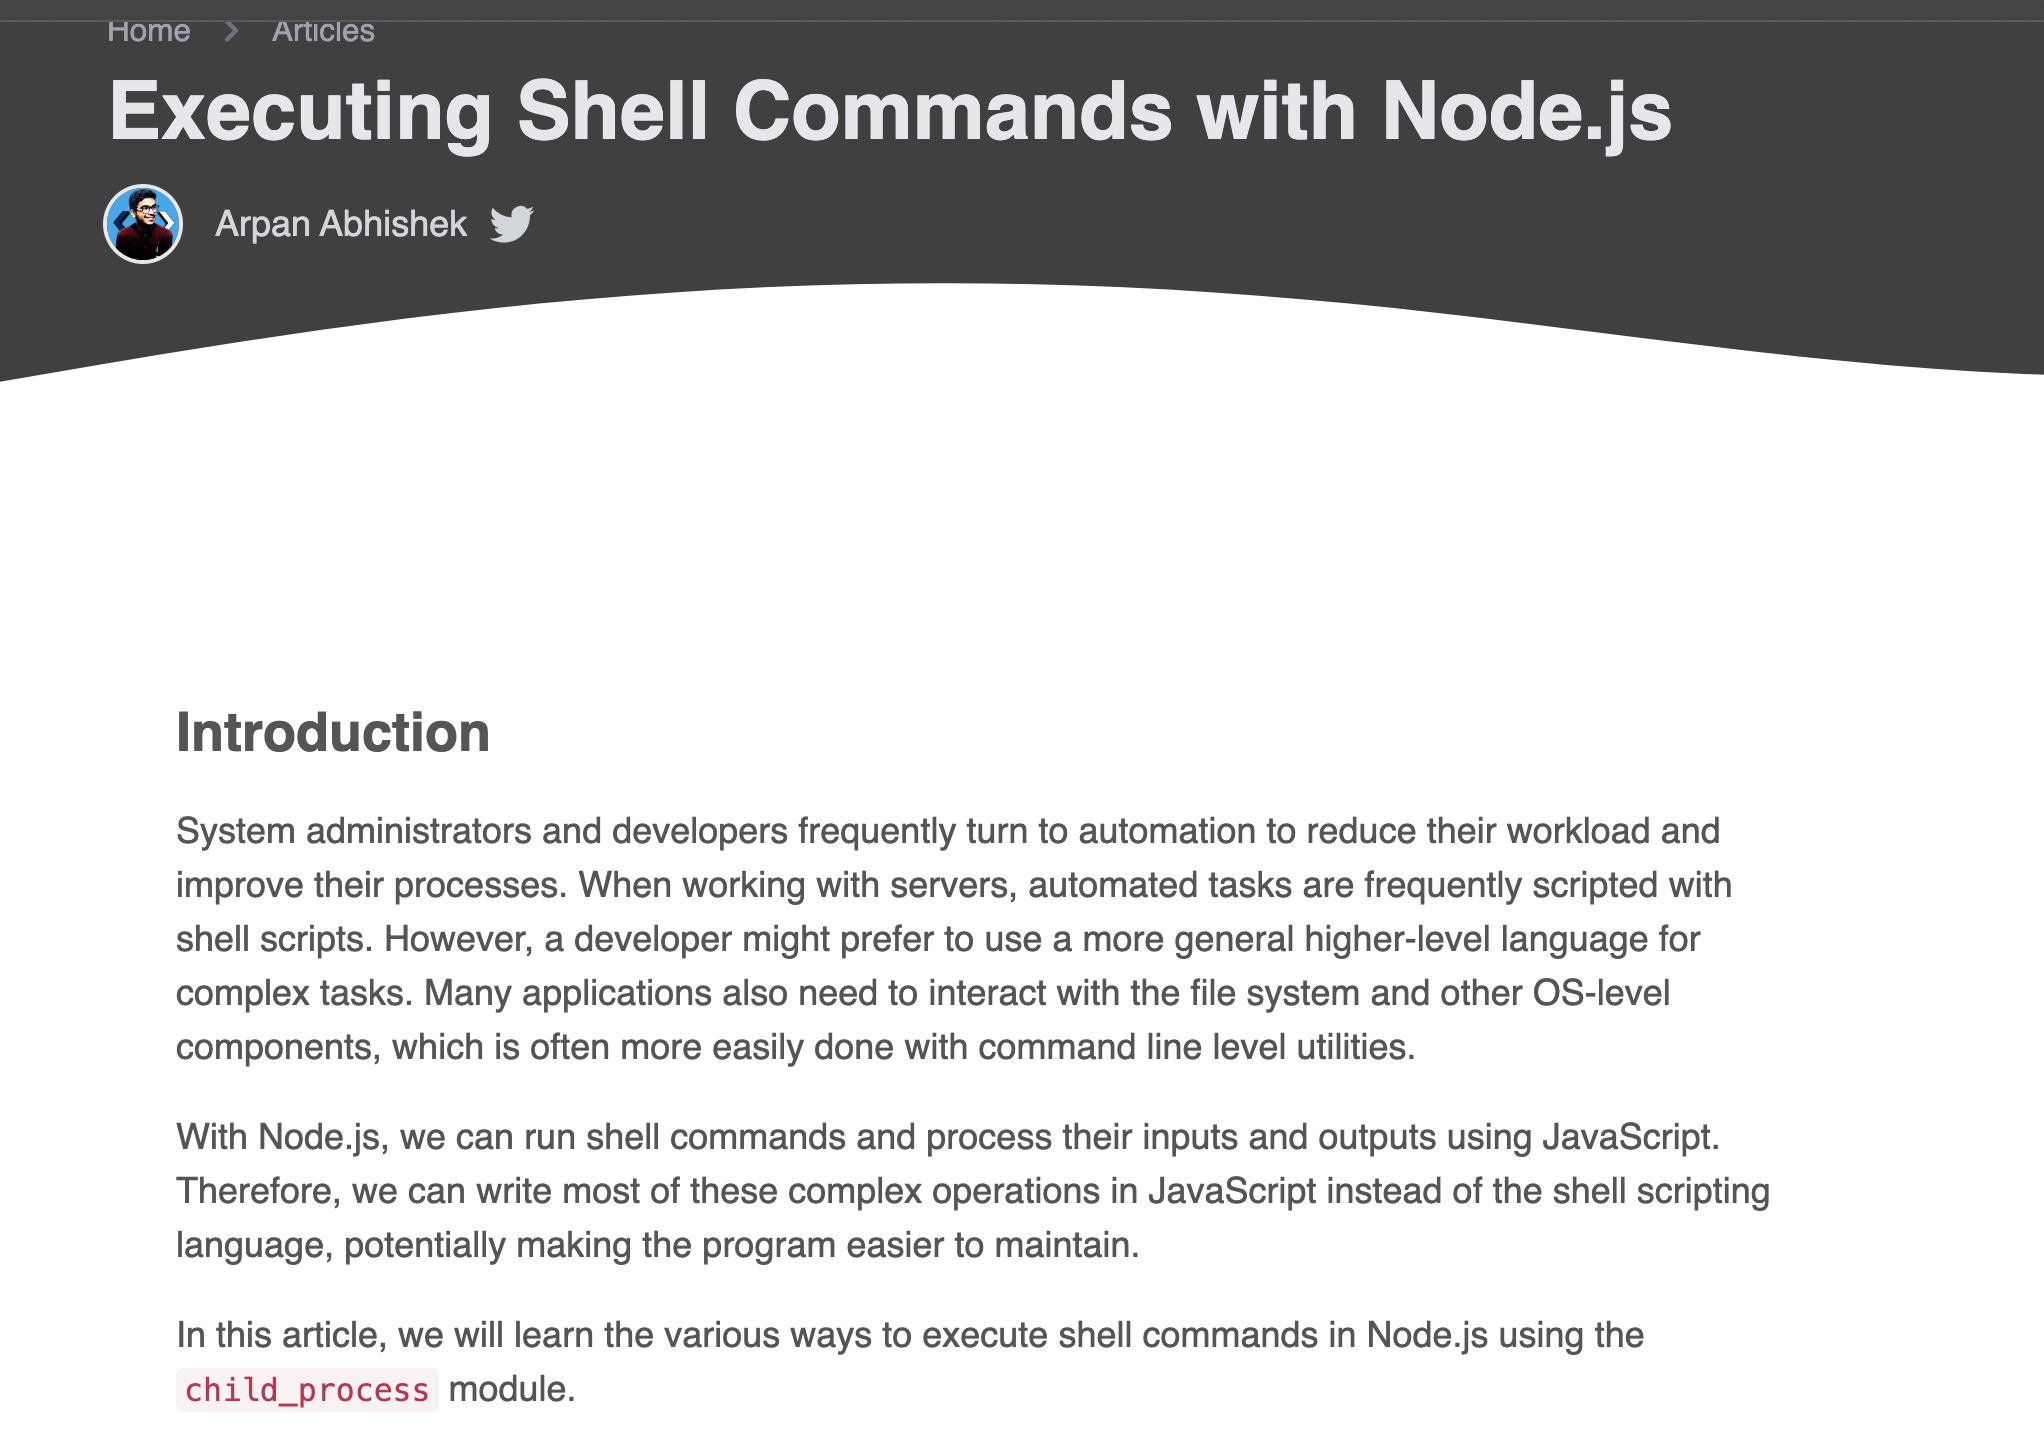 Home > Articles
Executing Shell Commands with Node.js
Arpan Abhishek
Introduction
System administrators and developers frequently turn to automation to reduce their workload and
improve their processes. When working with servers, automated tasks are frequently scripted with
shell scripts. However, a developer might prefer to use a more general higher-level language for
complex tasks. Many applications also need to interact with the file system and other OS-level
components, which is often more easily done with command line level utilities.
With Node.js, we can run shell commands and process their inputs and outputs using JavaScript.
Therefore, we can write most of these complex operations in JavaScript instead of the shell scripting
language, potentially making the program easier to maintain.
In this article, we will learn the various ways to execute shell commands in Node.js using the
child_process module.